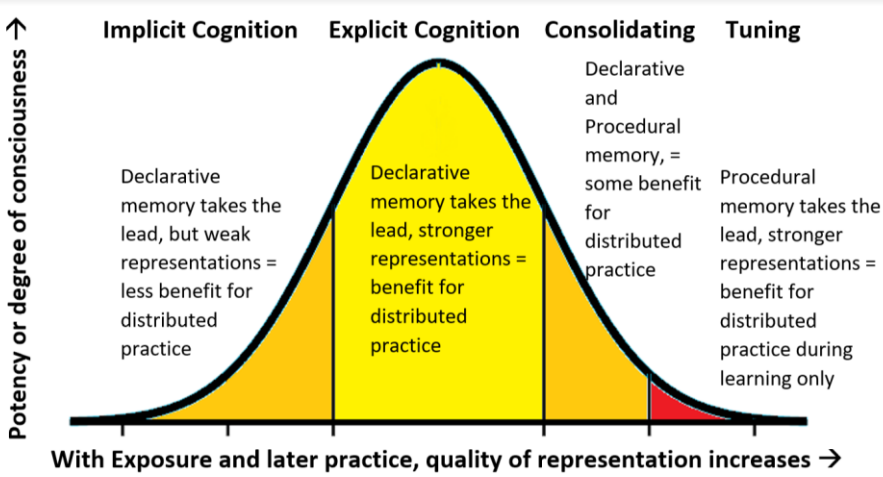 Implicit Cognition
Explicit Cognition
Consolidating
Tuning
Potency or degree of consciousness →
Declarative
memory takes the
lead, but weak
representations =
less benefit for
distributed
practice
Declarative
memory takes the
lead, stronger
representations =
benefit for
distributed
practice
Declarative
and
Procedural
memory, =
some benefit
for
distributed
practice
Procedural
memory takes the
lead, stronger
representations =
benefit for
distributed
practice during
learning only
With Exposure and later practice, quality of representation increases →